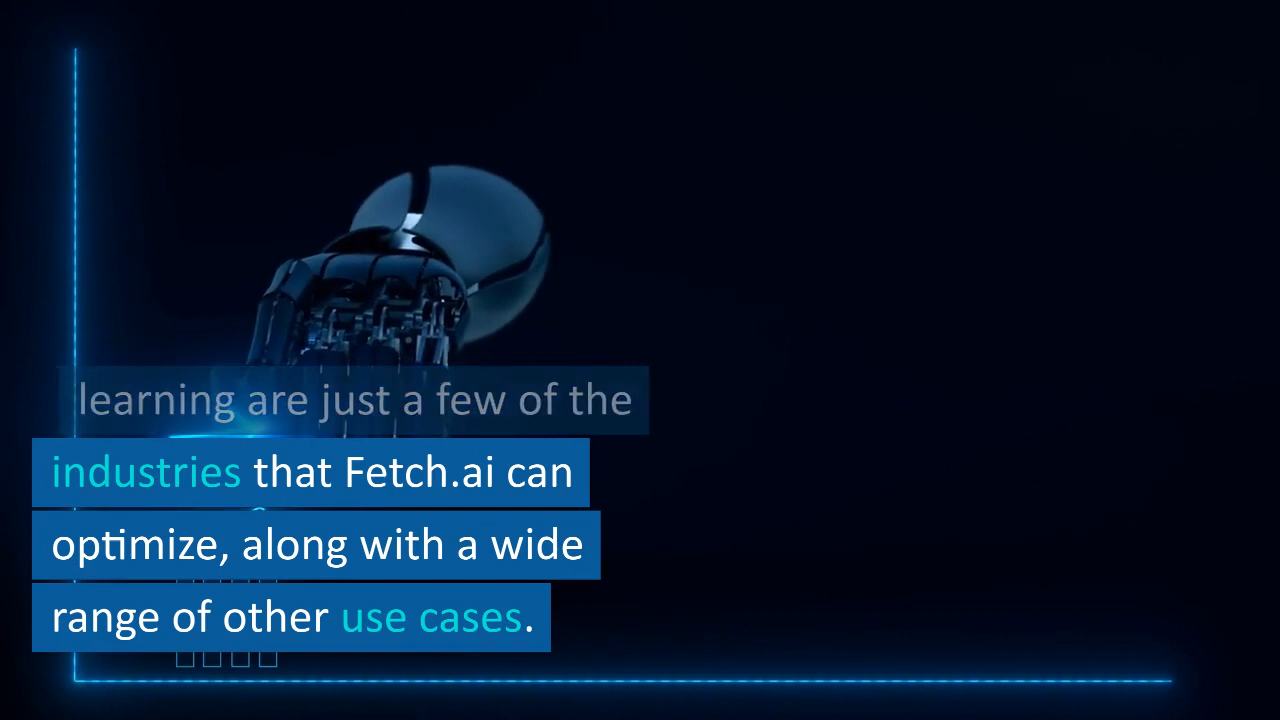 learning are just a few of the
industries that Fetch.ai can
optimize, along with a wide
range of other use cases.